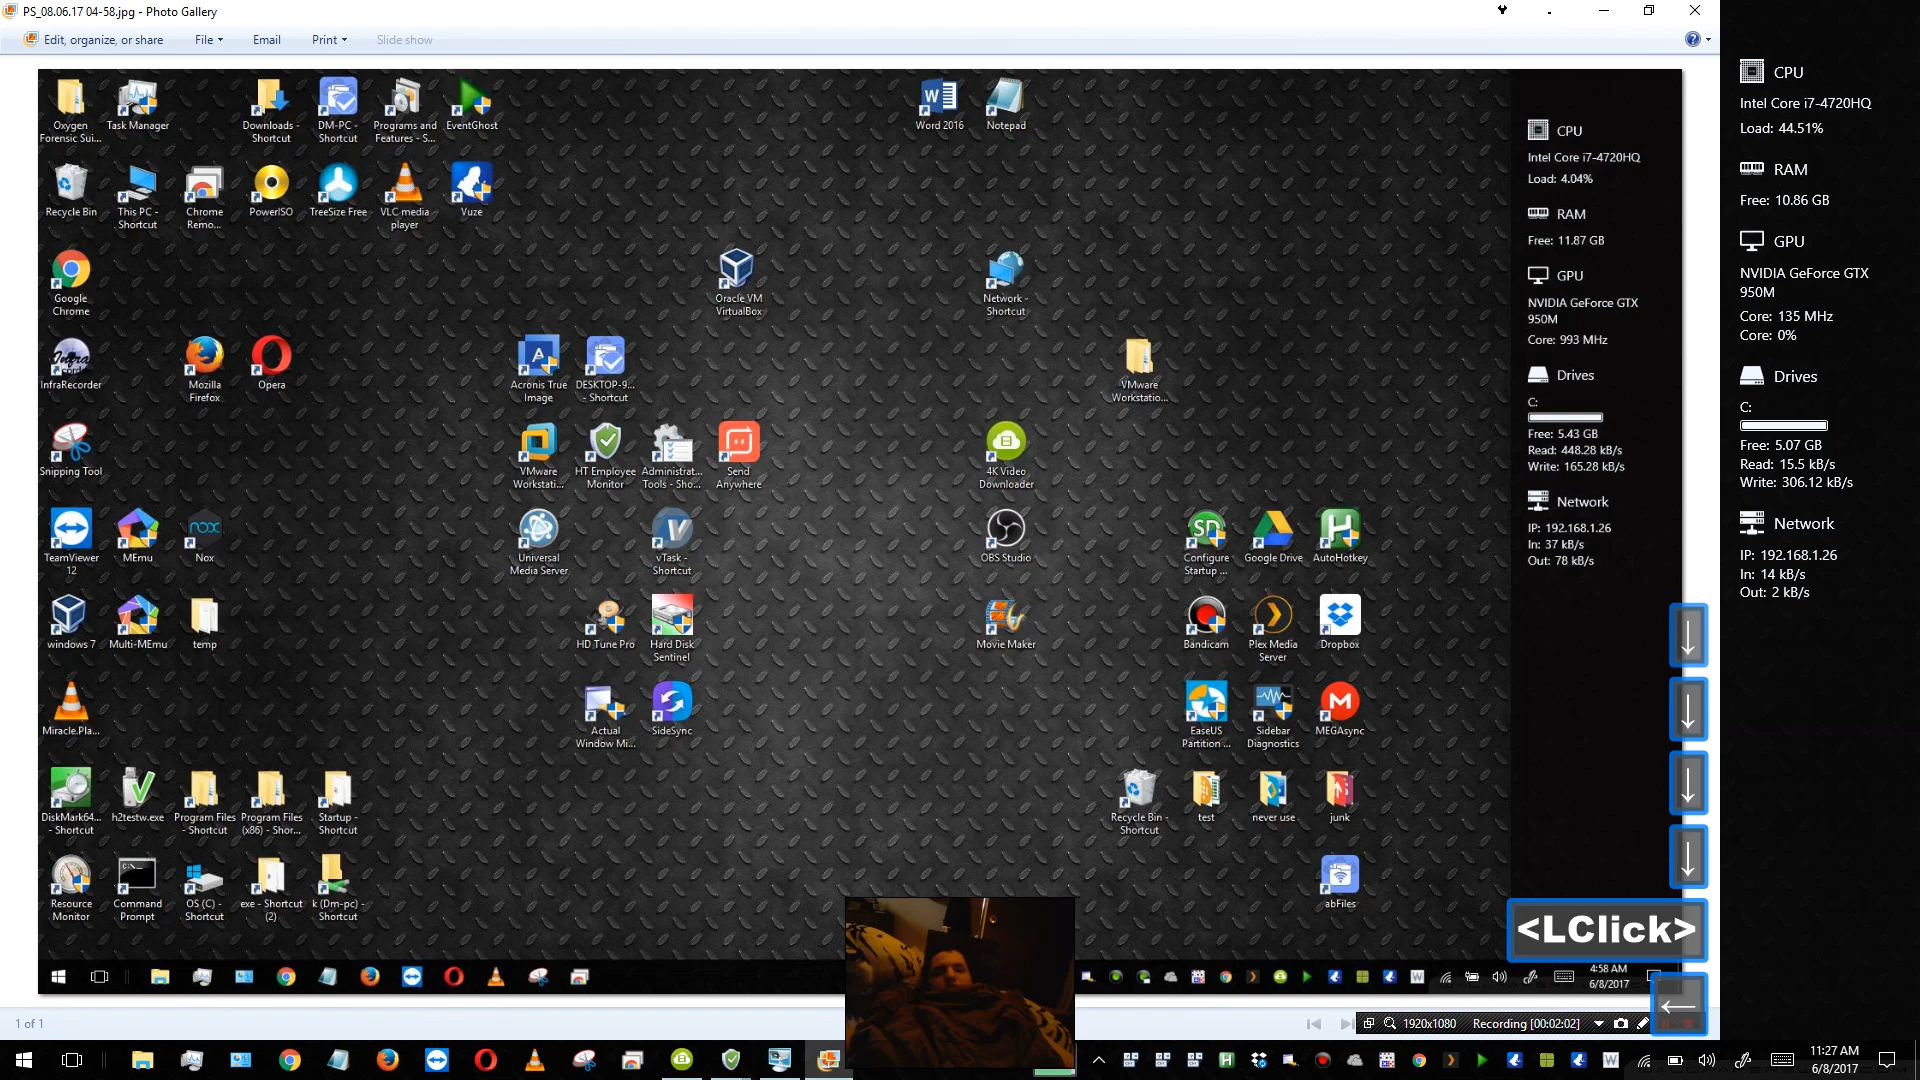 PS_08.06.17 04-58.jpg - Photo Gallery
Edit, organize, or share
File
Email
Print
Slide show
Oxygen
Forensic Sui...
Task Manager
Downloads -
Shortcut
DM-PC -
Shortcut
Programs and
Features - S...
EventGhost
Word 2016
Notepad
Recycle Bin
This PC -
Shortcut
Chrome
Remo...
PowerISO
TreeSize Free
VLC media
player
Vuze
Google
Chrome
Oracle VM
VirtualBox
Network -
Shortcut
InfraRecorder
Mozilla
Firefox
Opera
Acronis True
Image
DESKTOP-9...
- Shortcut
VMware
Workstatio...
Snipping Tool
VMware
Workstati...
HT Employee
Monitor
Administrat...
Tools - Sho...
Send
Anywhere
4K Video
Downloader
TeamViewer
12
MEmu
Nox
Universal
Media Server
vTask -
Shortcut
OBS Studio
Configure
Startup ...
Google Drive
AutoHotkey
windows 7
Multi-MEmu
temp
HD Tune Pro
Hard Disk
Sentinel
Movie Maker
Bandicam
Plex Media
Server
Dropbox
Miracle.Pla...
Actual
Window Mi...
SideSync
EaseUS
Partition ...
Sidebar
Diagnostics
MEGAsync
DiskMark64...
- Shortcut
h2testw.exe
Program Files
- Shortcut
Program Files
(x86) - Shor...
Startup -
Shortcut
Recycle Bin -
Shortcut
test
never use
junk
Resource
Monitor
Command
Prompt
OS (C) -
Shortcut
exe - Shortcut
(2)
k (Dm-pc) -
Shortcut
abFiles
CPU
Intel Core i7-4720HQ
Load: 4.04%
RAM
Free: 11.87 GB
GPU
NVIDIA GeForce GTX
950M
Core: 993 MHz
Drives
C:
Free: 5.43 GB
Read: 448.28 kB/s
Write: 165.28 kB/s
Network
IP: 192.168.1.26
In: 37 kB/s
Out: 78 kB/s
4:58 AM
6/8/2017
CPU
Intel Core i7-4720HQ
Load: 44.51%
RAM
Free: 10.86 GB
GPU
NVIDIA GeForce GTX
950M
Core: 135 MHz
Core: 0%
Drives
C:
Free: 5.07 GB
Read: 15.5 kB/s
Write: 306.12 kB/s
Network
IP: 192.168.1.26
In: 14 kB/s
Out: 2 kB/s
<LClick>
1 of 1
1920x1080
Recording [00:02:02]
11:27 AM
6/8/2017